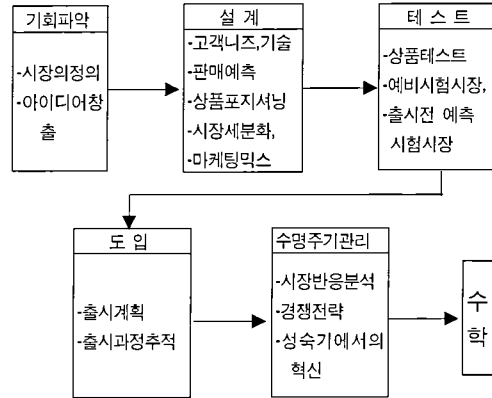 기회파악
-시장의정의
-아이디어창
출
설 계
-고객니즈,기술
-판매예측
-상품포지셔닝
-시장세분화,
-마케팅믹스
테 스 트
-상품테스트
-예비시험시장,
-출시전 예측
시험시장
도 입
-출시계획
-출시과정추적
수명주기관리
-시장반응분석
-경쟁전략
-성숙기에서의
혁신
수
학